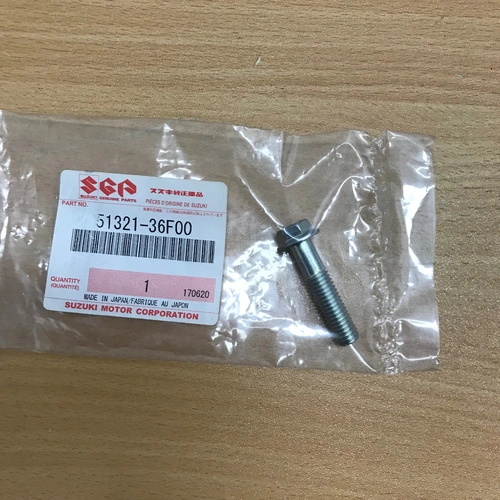 SGP
スズキ純正部品
SUZUKI GENUINE PARTS
PIÈCES D'ORIGINE DE SUZUKI
PART NO.
51321-36F00
QUANTITY
(QUANTITÉ)
1
170620
MADE IN JAPAN/FABRIQUE AU JAPON
SUZUKI MOTOR CORPORATION